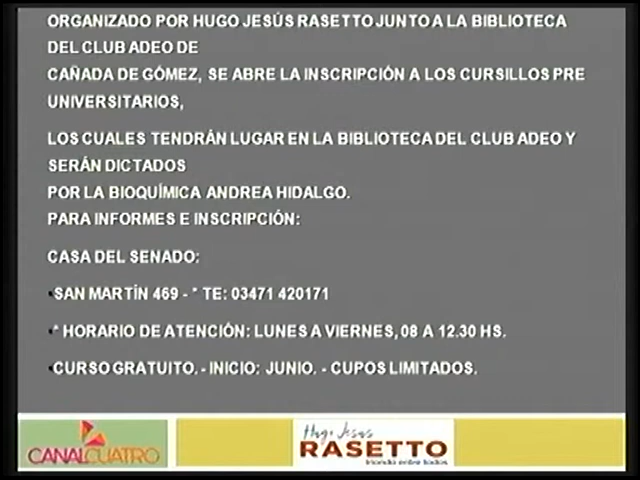 ORGANIZADO POR HUGO JESÚS RASETTO JUNTO A LA BIBLIOTECA
DEL CLUB ADEO DE
CAÑADA DE GÓMEZ, SE ABRE LA INSCRIPCIÓN A LOS CURSILLOS PRE
UNIVERSITARIOS,
LOS CUALES TENDRÁN LUGAR EN LA BIBLIOTECA DEL CLUB ADEO Y
SERÁN DICTADOS
POR LA BIOQUÍMICA ANDREA HIDALGO.
PARA INFORMES E INSCRIPCIÓN:
CASA DEL SENADO:
•SAN MARTÍN 469 - * TE: 03471 420171
•* HORARIO DE ATENCIÓN: LUNES A VIERNES, 08 A 12.30 HS.
•CURSO GRATUITO. - INICIO: JUNIO. - CUPOS LIMITADOS.
CANALCUATRO
Hugo Jesús
RASETTO
entre todos